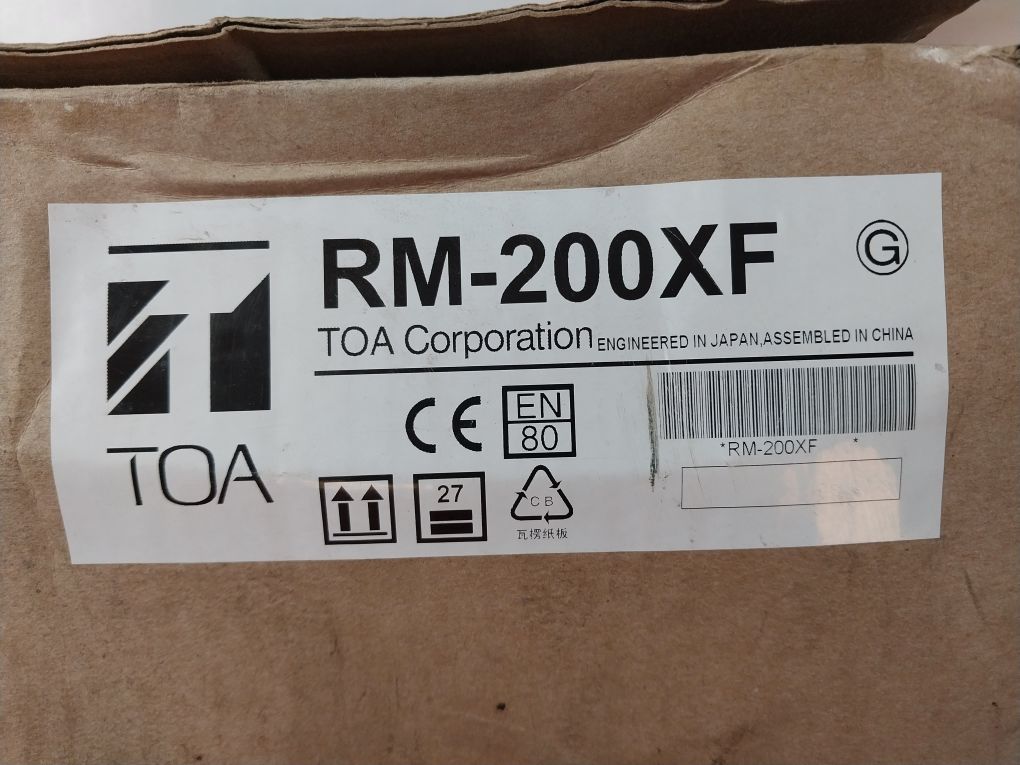 RM-200XF
G
TOA Corporation ENGINEERED IN JAPAN,ASSEMBLED IN CHINA
TOA
CE
EN
80
*RM-200XF *
27
CB
瓦楞纸板